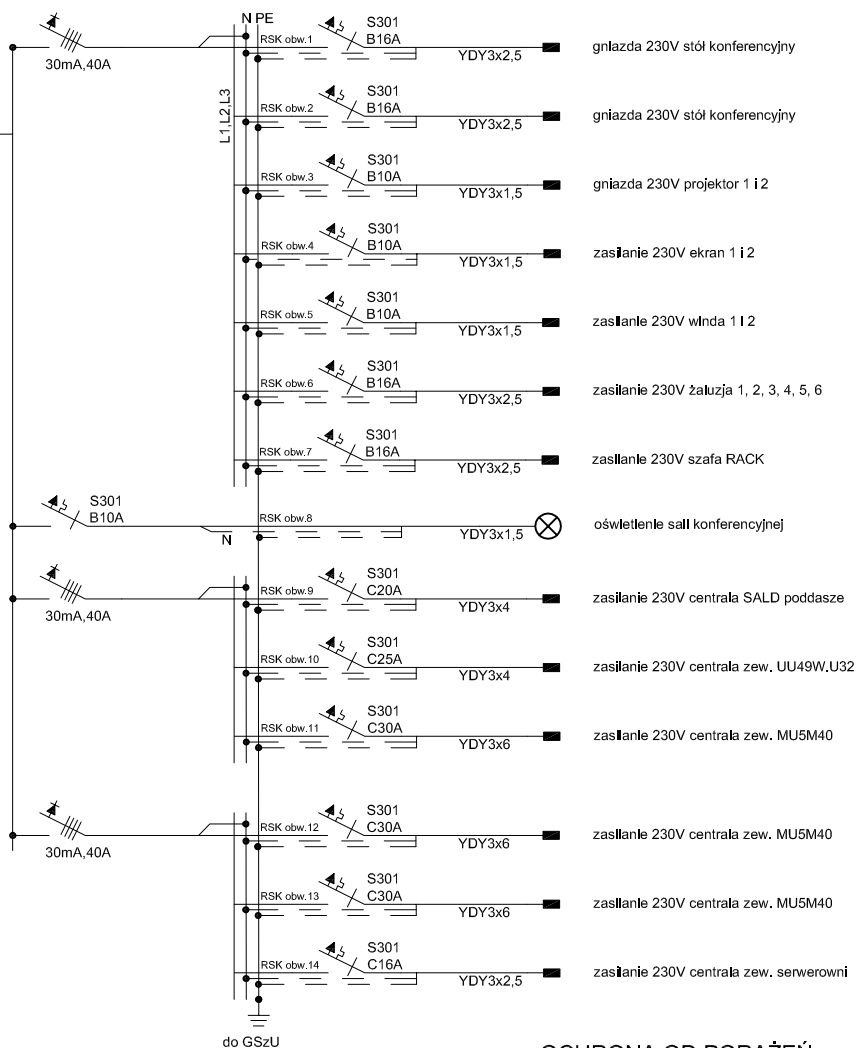 N PE
L1,L2,L3
30mA,40A
RSK obw.1
S301
B16A
YDY3x2,5
gniazda 230V stół konferencyjny
RSK obw.2
S301
B16A
YDY3x2,5
gniazda 230V stół konferencyjny
RSK obw.3
S301
B10A
YDY3x1,5
gniazda 230V projektor 1 i 2
RSK obw.4
S301
B10A
YDY3x1,5
zasilanie 230V ekran 1 i 2
RSK obw.5
S301
B10A
YDY3x1,5
zasilanie 230V winda 1 i 2
RSK obw.6
S301
B16A
YDY3x2,5
zasilanie 230V żaluzja 1, 2, 3, 4, 5, 6
RSK obw.7
S301
B16A
YDY3x2,5
zasilanie 230V szafa RACK
S301
B10A
N
RSK obw.8
YDY3x1,5
oświetlenie sali konferencyjnej
30mA,40A
RSK obw.9
S301
C20A
YDY3x4
zasilanie 230V centrala SALD poddasze
RSK obw.10
S301
C25A
YDY3x4
zasilanie 230V centrala zew. UU49W.U32
RSK obw.11
S301
C30A
YDY3x6
zasilanie 230V centrala zew. MU5M40
30mA,40A
RSK obw.12
S301
C30A
YDY3x6
zasilanie 230V centrala zew. MU5M40
RSK obw.13
S301
C30A
YDY3x6
zasilanie 230V centrala zew. MU5M40
RSK obw.14
S301
C16A
YDY3x2,5
zasilanie 230V centrala zew. serwerowni
do GSzU
OCHRONA OD PORAŻEŃ